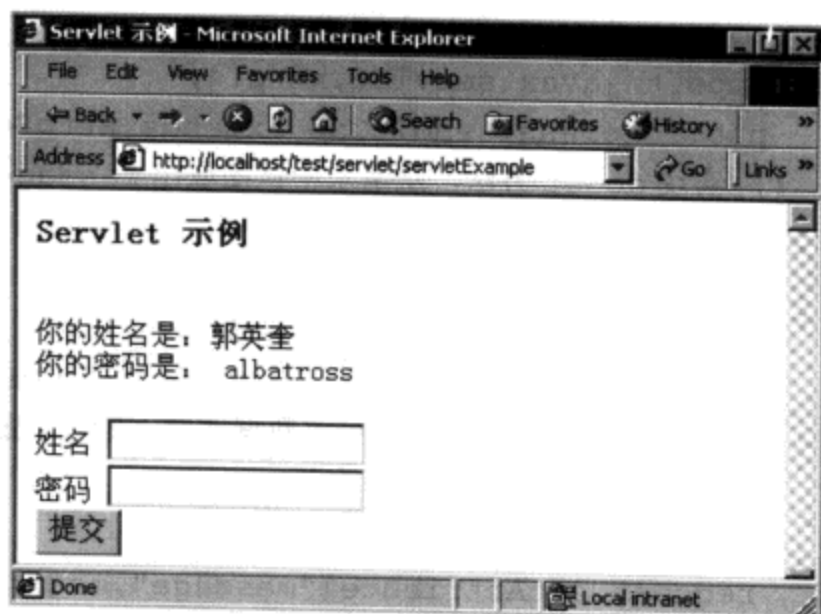 Servlet 示例 - Microsoft Internet Explorer
File Edit View Favorites Tools Help
Back Search Favorites History »
Address http://localhost/test/servlet/servletExample Go Links »
Servlet 示例
你的姓名是：郭英奎
你的密码是： albatross
姓名
密码
提交
Done Local intranet